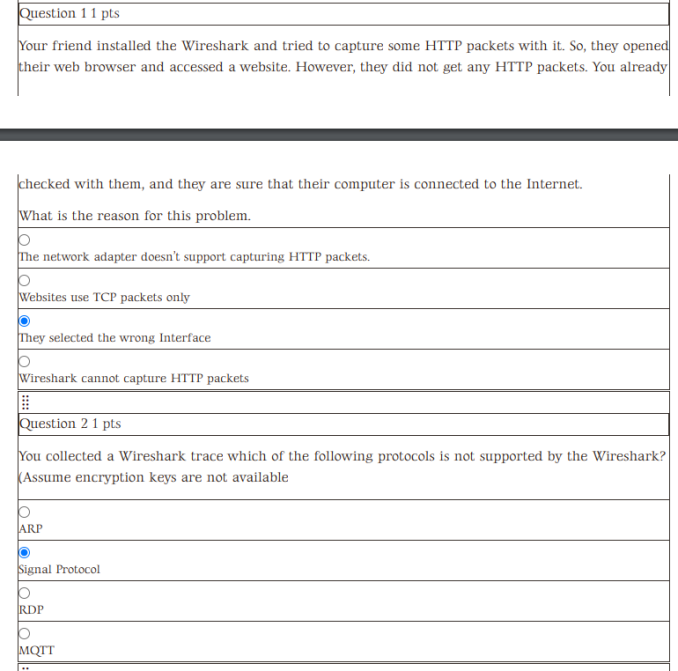 Question 1 1 pts
Your friend installed the Wireshark and tried to capture some HTTP packets with it. So, they opened
their web browser and accessed a website. However, they did not get any HTTP packets. You already
checked with them, and they are sure that their computer is connected to the Internet.
What is the reason for this problem.
The network adapter doesn't support capturing HTTP packets.
Websites use TCP packets only
They selected the wrong Interface
Wireshark cannot capture HTTP packets
Question 2 1 pts
You collected a Wireshark trace which of the following protocols is not supported by the Wireshark?
(Assume encryption keys are not available
ARP
Signal Protocol
RDP
MQTT